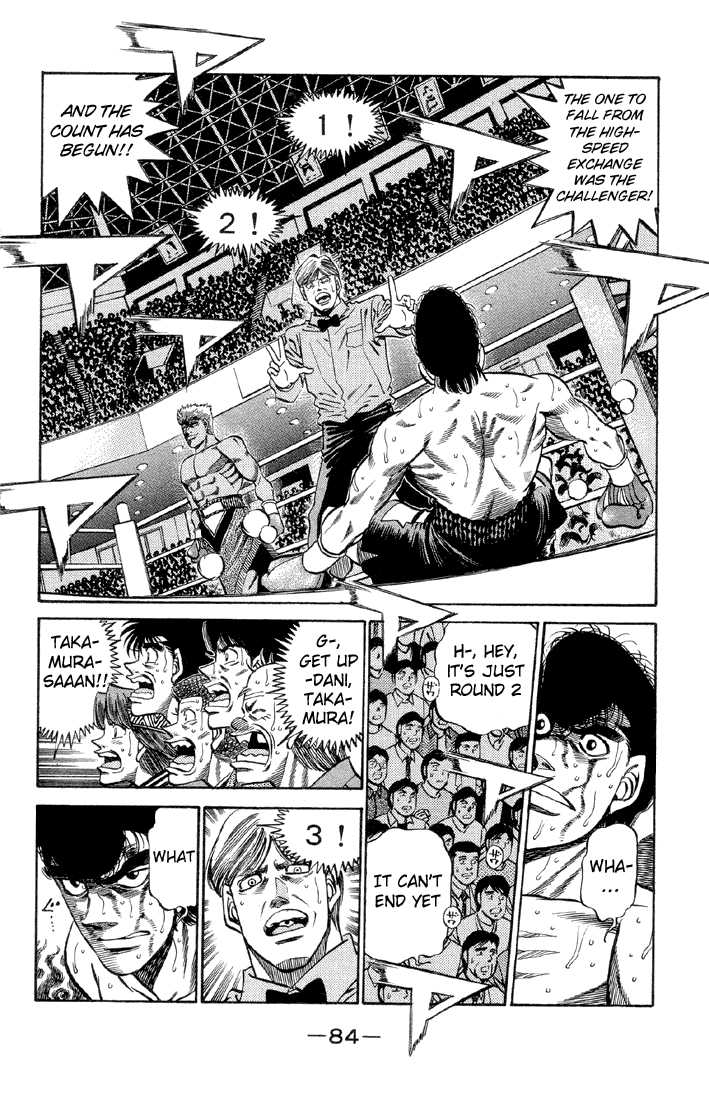 THE ONE TO
FALL FROM
THE HIGH-
SPEED
EXCHANGE
WAS THE
CHALLENGER!
1!
AND THE
COUNT HAS
BEGUN!!
2!
WHA-
---
H-, HEY,
IT'S JUST
ROUND 2
IT CAN'T
END YET
G-,
GET UP
-DANI,
TAKA-
MURA!
TAKA-
MURA-
SAAAN!!
3!
WHAT
—84—